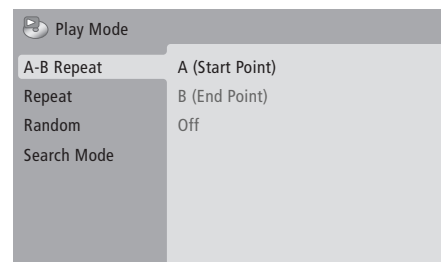 Play Mode
A-B Repeat
Repeat
Random
Search Mode
A (Start Point)
B (End Point)
Off